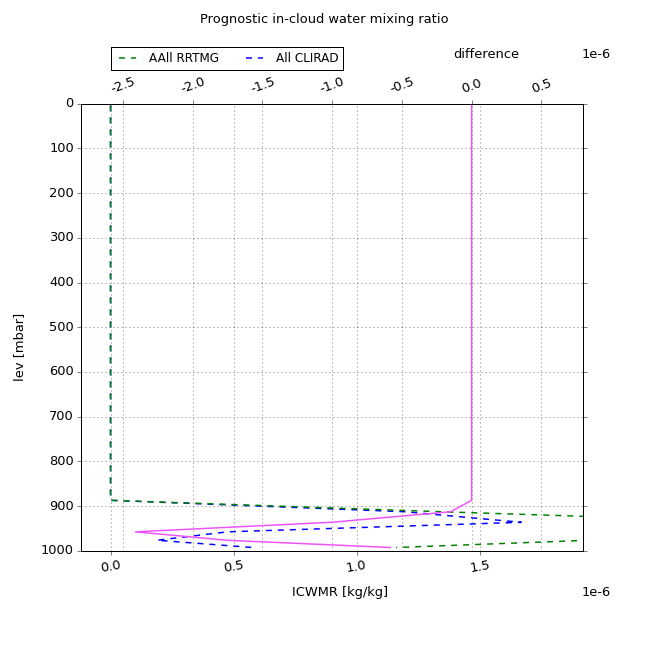 Prognostic in-cloud water mixing ratio
AAll RRTMG All CLIRAD
difference 1e-6
-2.5 -2.0 -1.5 -1.0 -0.5 0.0 0.5
0
100
200
300
400
500
600
700
800
900
1000
lev [mbar]
0.0 0.5 1.0 1.5
ICWMR [kg/kg] 1e-6